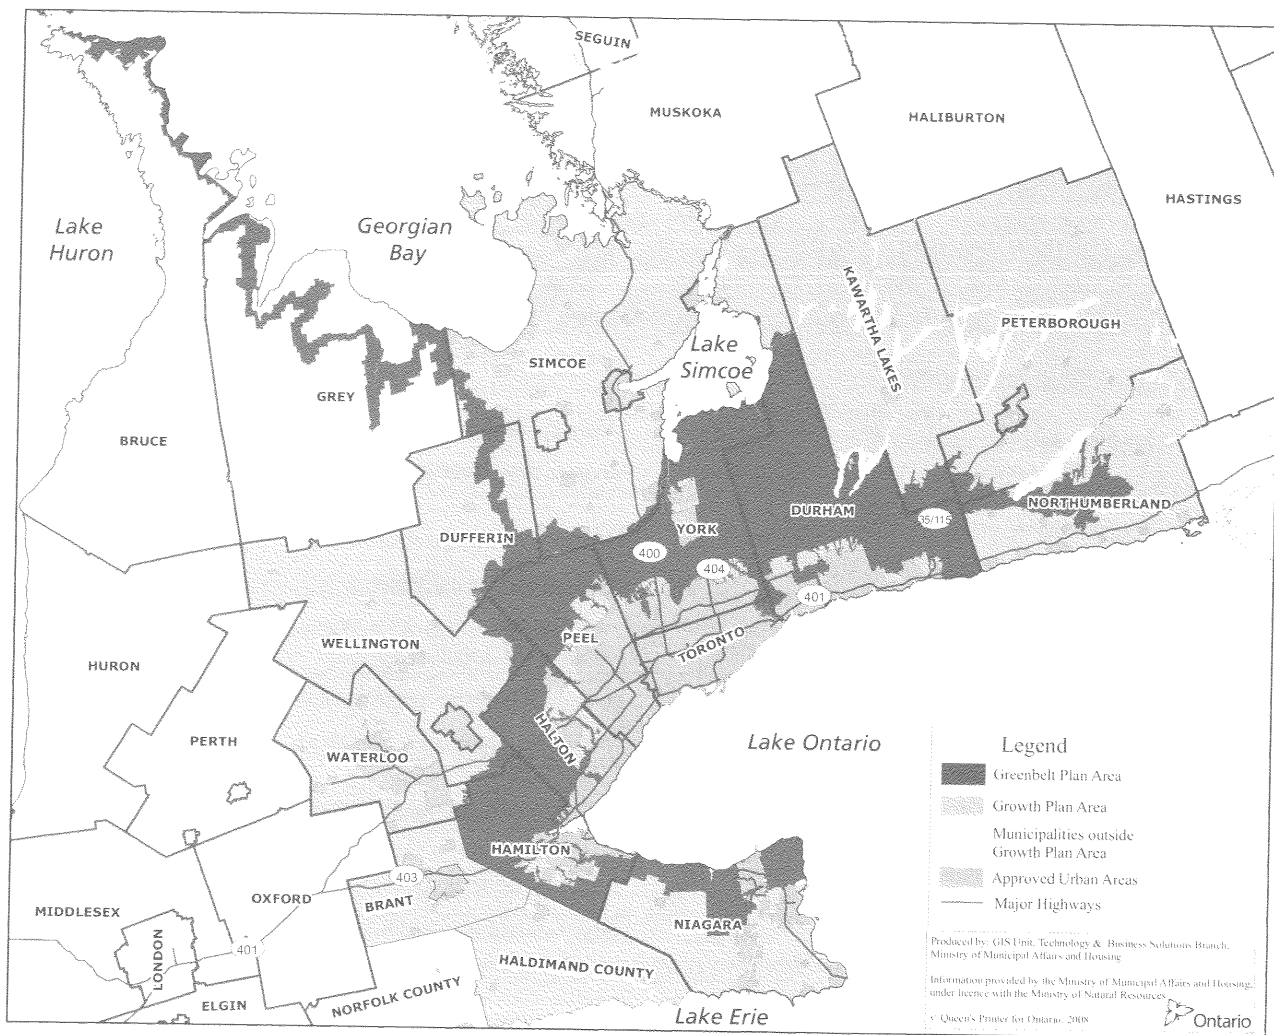 SEGUIN
MUSKOKA
HALIBURTON
HASTINGS
Lake
Huron
Georgian
Bay
KAWARTHA LAKES
PETERBOROUGH
Lake
Simcoe
SIMCOE
GREY
BRUCE
NORTHUMBERLAND
DURHAM
35/115
YORK
DUFFERIN
400
404
401
PEEL
TORONTO
WELLINGTON
HURON
HALTON
PERTH
WATERLOO
Lake Ontario
HAMILTON
403
OXFORD
BRANT
MIDDLESEX
NIAGARA
401
LONDON
HALDIMAND COUNTY
ELGIN
NORFOLK COUNTY
Lake Erie
Legend
Greenbelt Plan Area
Growth Plan Area
Municipalities outside
Growth Plan Area
Approved Urban Areas
Major Highways
Produced by: GIS Unit, Technology & Business Solutions Branch,
Ministry of Municipal Affairs and Housing
Information provided by the Ministry of Municipal Affairs and Housing,
under licence with the Ministry of Natural Resources
© Queen's Printer for Ontario, 2008
Ontario